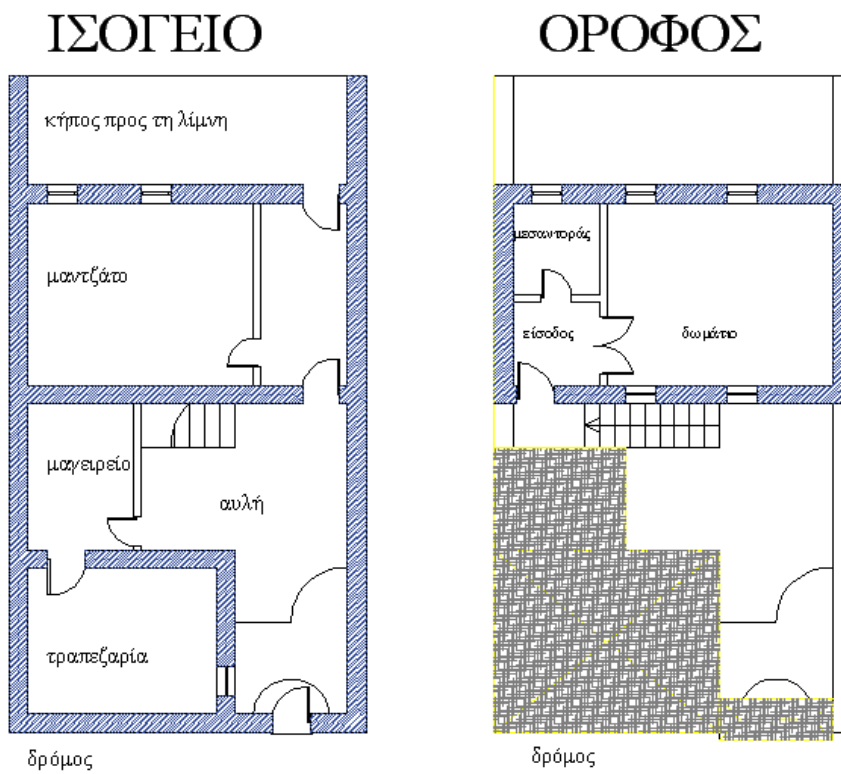 ΙΣΟΓΕΙΟ
κήπος προς τη λίμνη
μαντζάτο
μαγειρείο
αυλή
τραπεζαρία
δρόμος
ΟΡΟΦΟΣ
μεσαντοράς
είσοδος
δωμάτιο
δρόμος